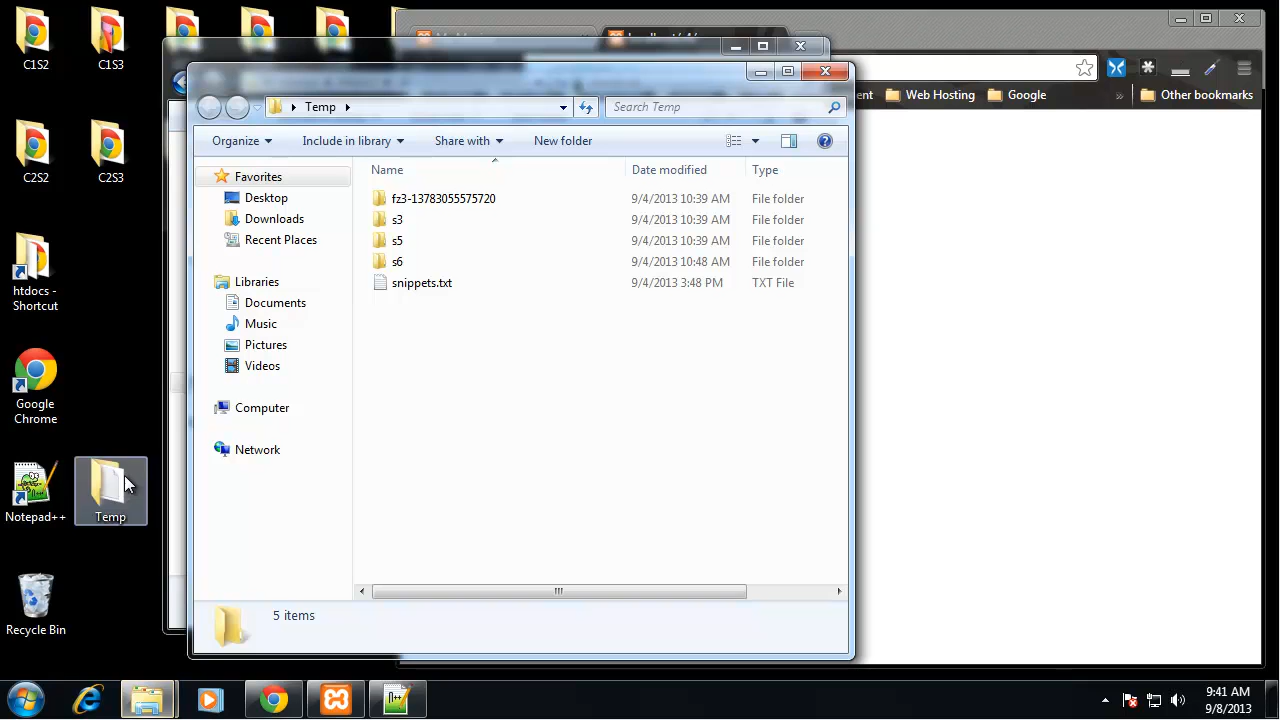 C1S2
C1S3
C2S2
C2S3
htdocs -
Shortcut
Google
Chrome
Notepad++
Temp
Recycle Bin
Web Hosting
Google
»
Other bookmarks
Temp
Search Temp
Organize
Include in library
Share with
New folder
Name
Date modified
Type
Favorites
Desktop
Downloads
Recent Places
Libraries
Documents
Music
Pictures
Videos
Computer
Network
fz3-13783055575720 9/4/2013 10:39 AM File folder
s3 9/4/2013 10:39 AM File folder
s5 9/4/2013 10:39 AM File folder
s6 9/4/2013 10:48 AM File folder
snippets.txt 9/4/2013 3:48 PM TXT File
5 items
9:41 AM
9/8/2013